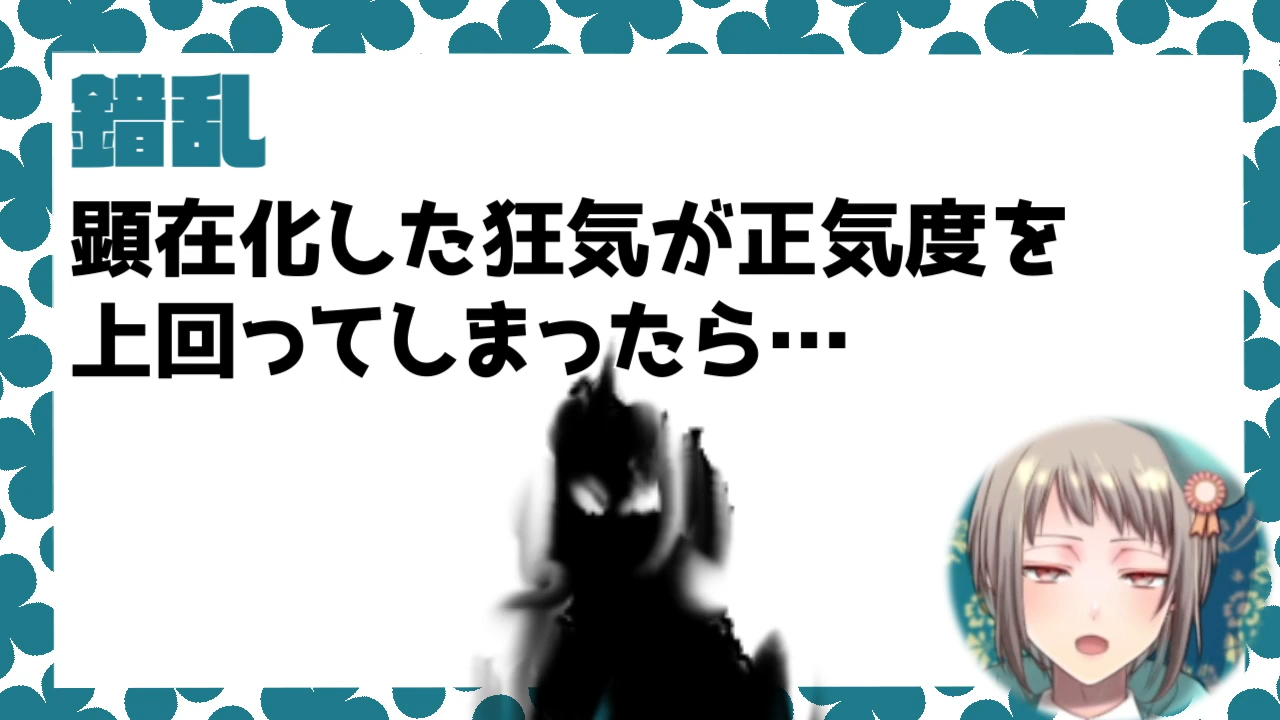 錯乱
顕在化した狂気が正気度を
上回ってしまったら…